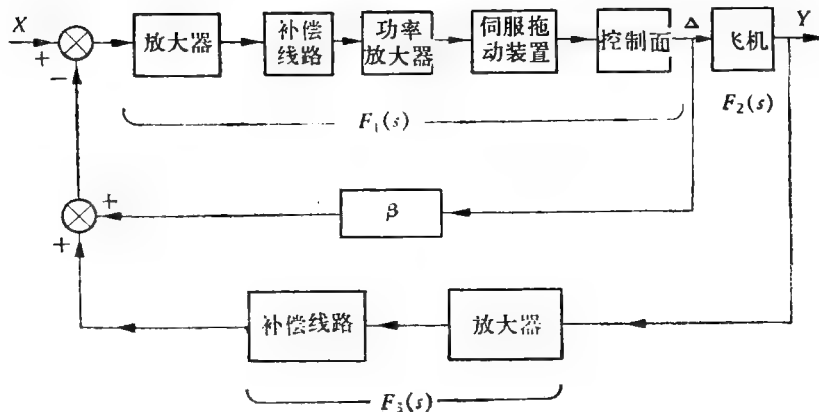 X
+
−
放大器
补偿
线路
功率
放大器
伺服拖
动装置
控制面
Δ
飞机
Y
F₁(s)
F₂(s)
+
+
β
补偿线路
放大器
F₃(s)